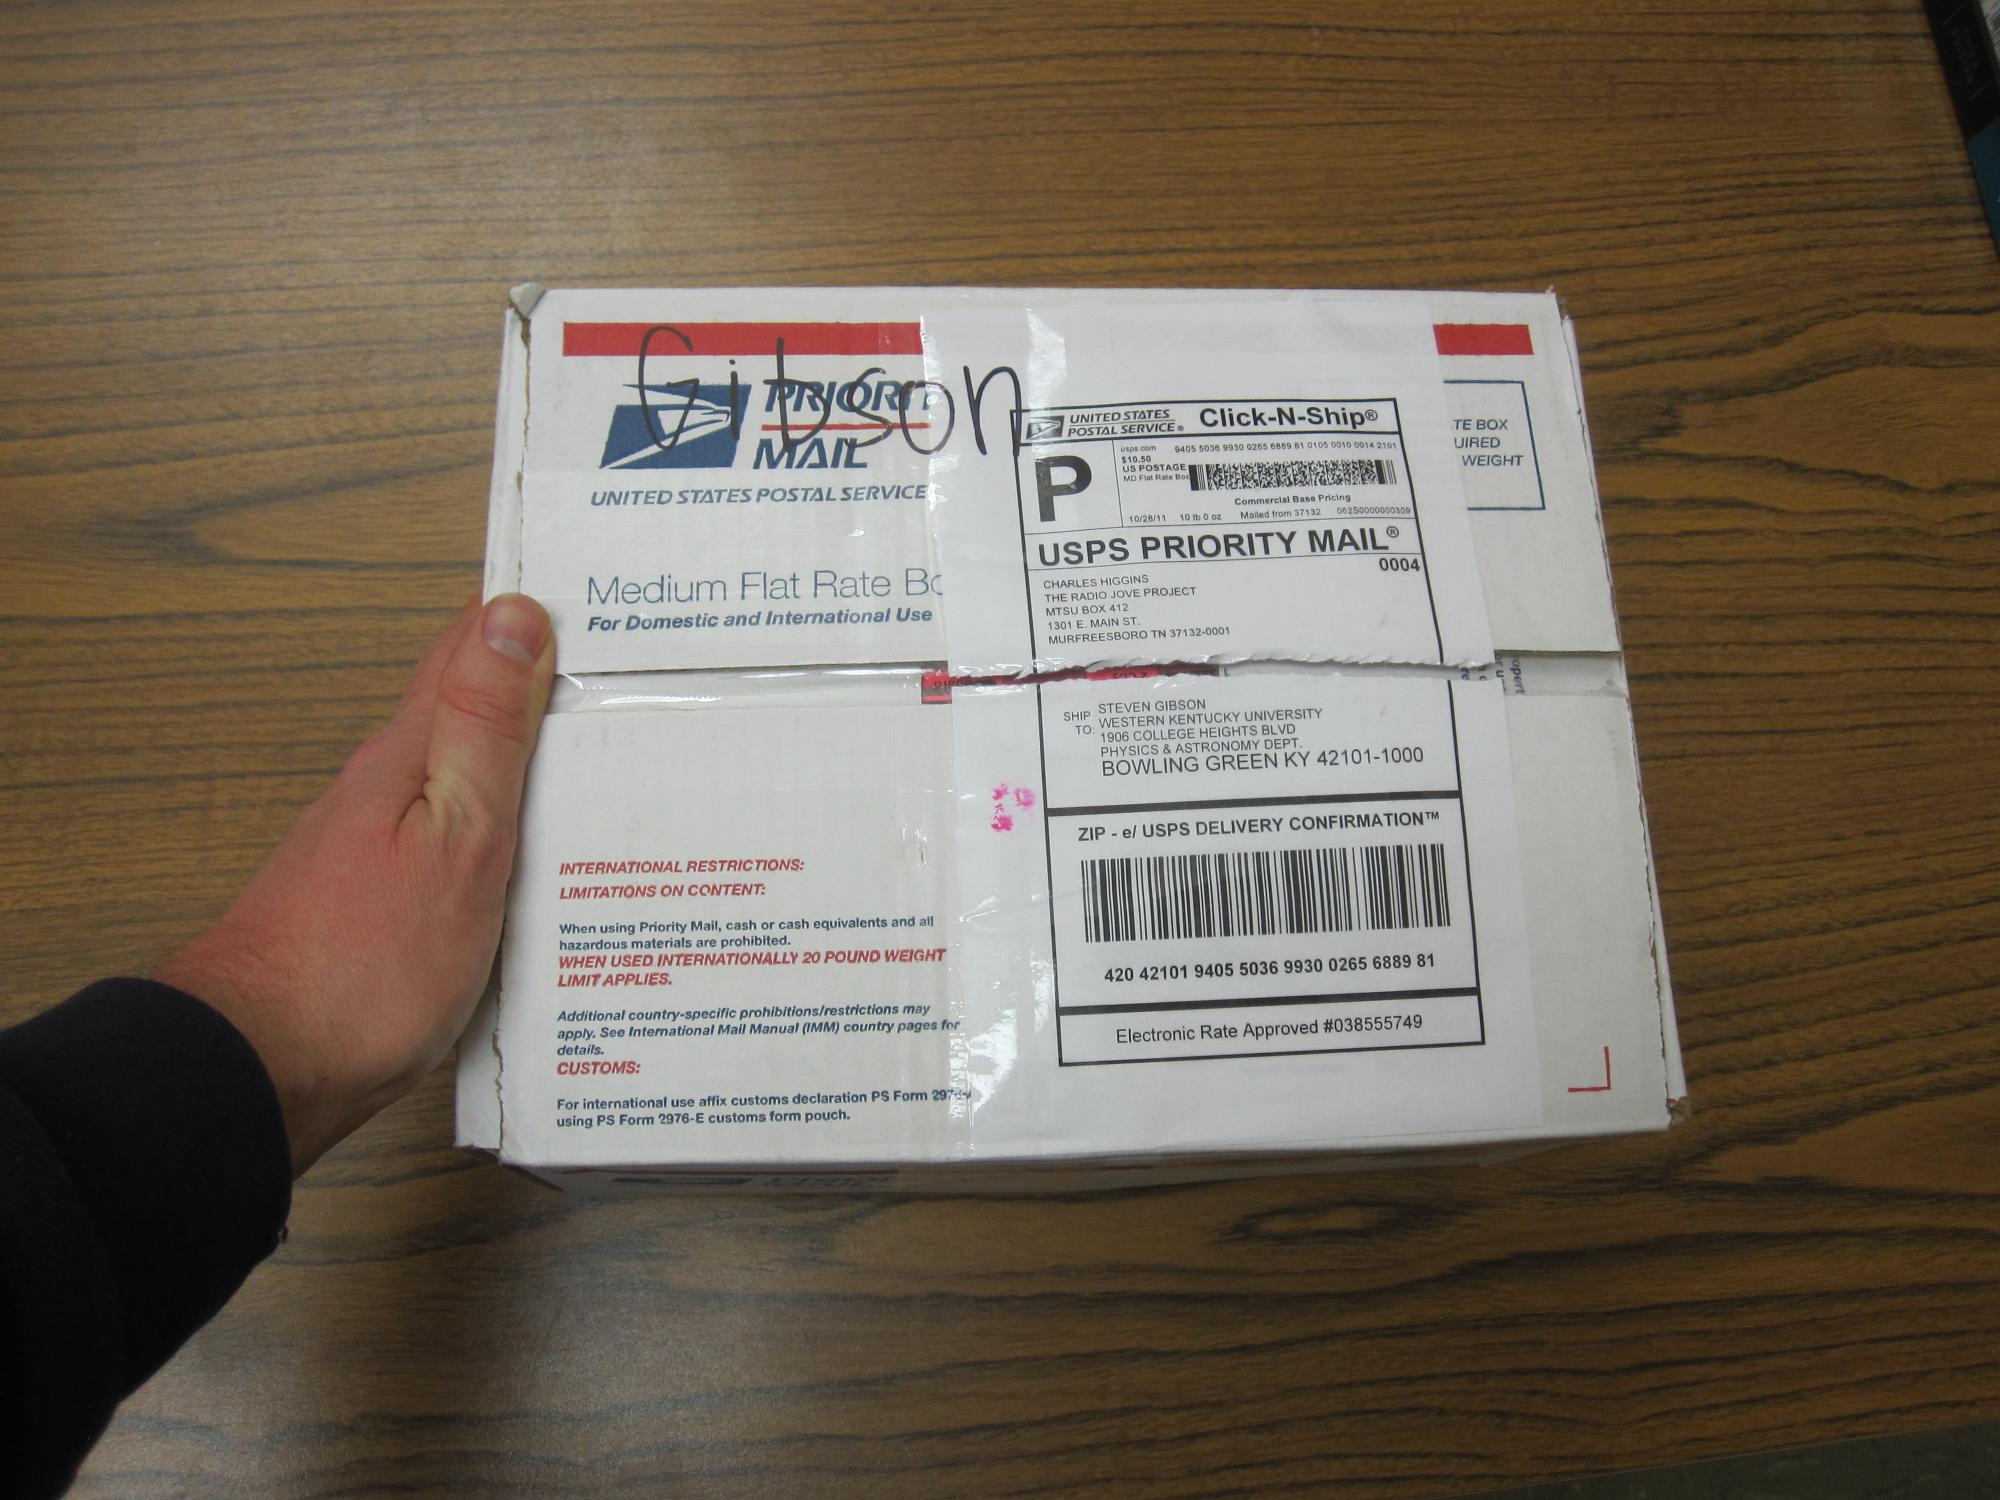 Gibson
PRIORITY
MAIL
UNITED STATES POSTAL SERVICE
Medium Flat Rate Bo
For Domestic and International Use
TE BOX
UIRED
WEIGHT
UNITED STATES
POSTAL SERVICE® Click-N-Ship®
P
usps.com 9405 5036 9930 0265 6889 81 0105 0010 0014 2101
$10.50
US POSTAGE
MD Flat Rate Box
Commercial Base Pricing
10/28/11 10 lb 0 oz Mailed from 37132 062S0000000309
USPS PRIORITY MAIL®
0004
CHARLES HIGGINS
THE RADIO JOVE PROJECT
MTSU BOX 412
1301 E. MAIN ST.
MURFREESBORO TN 37132-0001
SHIP TO:
STEVEN GIBSON
WESTERN KENTUCKY UNIVERSITY
1906 COLLEGE HEIGHTS BLVD
PHYSICS & ASTRONOMY DEPT.
BOWLING GREEN KY 42101-1000
ZIP - e/ USPS DELIVERY CONFIRMATION™
420 42101 9405 5036 9930 0265 6889 81
Electronic Rate Approved #038555749
INTERNATIONAL RESTRICTIONS:
LIMITATIONS ON CONTENT:
When using Priority Mail, cash or cash equivalents and all
hazardous materials are prohibited.
WHEN USED INTERNATIONALLY 20 POUND WEIGHT
LIMIT APPLIES.
Additional country-specific prohibitions/restrictions may
apply. See International Mail Manual (IMM) country pages for
details.
CUSTOMS:
For international use affix customs declaration PS Form
using PS Form 2976-E customs form pouch.